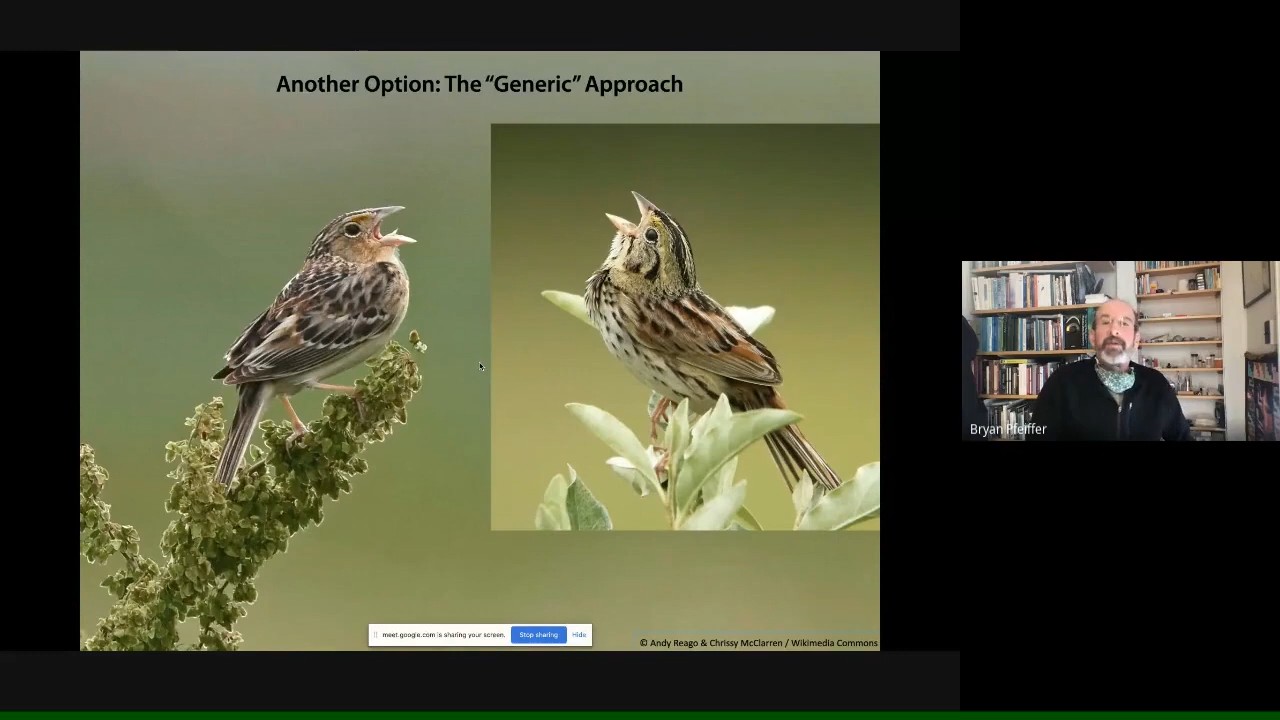 Another Option: The “Generic” Approach
Bryan Pfeiffer
meet.google.com is sharing your screen. Stop sharing Hide
© Andy Reago & Chrissy McClarren / Wikimedia Commons